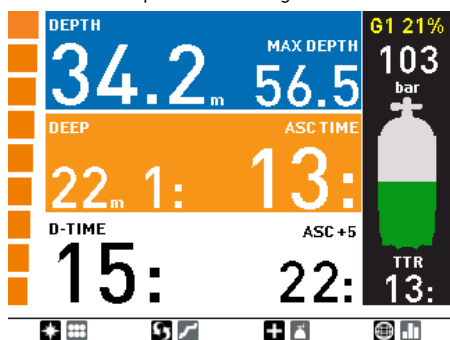 DEPTH
MAX DEPTH
34.2 m
56.5
DEEP
ASC TIME
22m 1:
13:
D-TIME
ASC +5
15:
22:
G1 21%
103
bar
TTR
13: